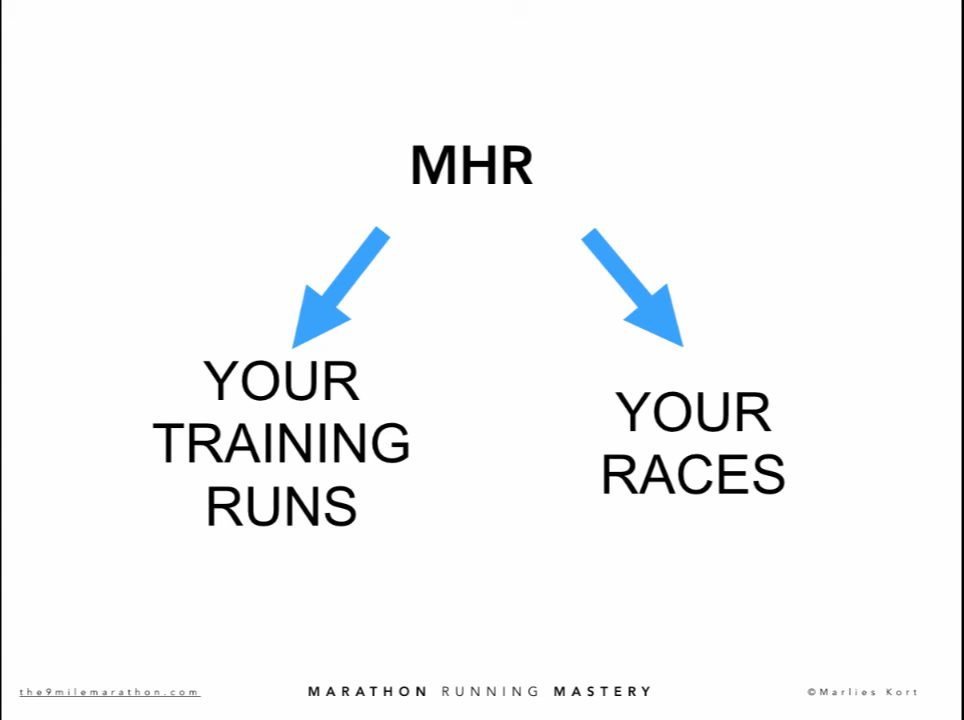 MHR
YOUR
TRAINING
RUNS
YOUR
RACES
the9milemarathon.com
MARATHON RUNNING MASTERY
©Marlies Kort